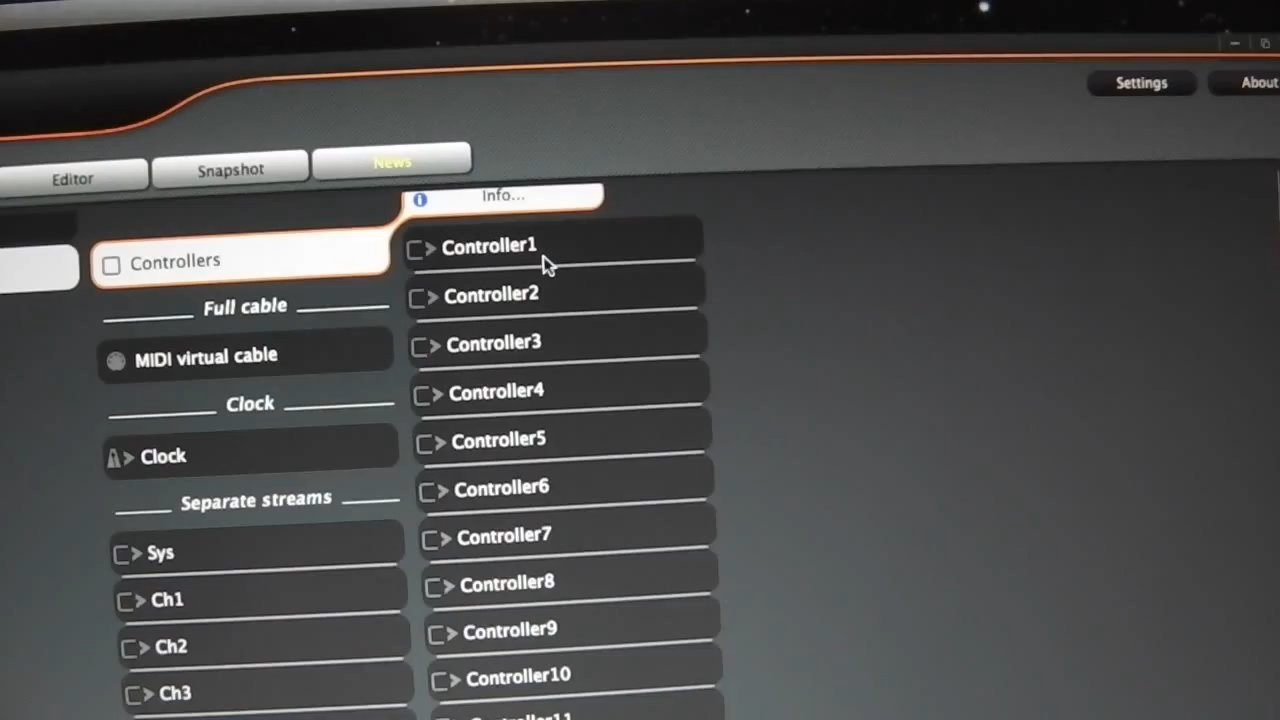 Settings
About
Editor
Snapshot
News
Info...
Controllers
Full cable
MIDI virtual cable
Clock
Clock
Separate streams
Sys
Ch1
Ch2
Ch3
Controller1
Controller2
Controller3
Controller4
Controller5
Controller6
Controller7
Controller8
Controller9
Controller10
Controller11